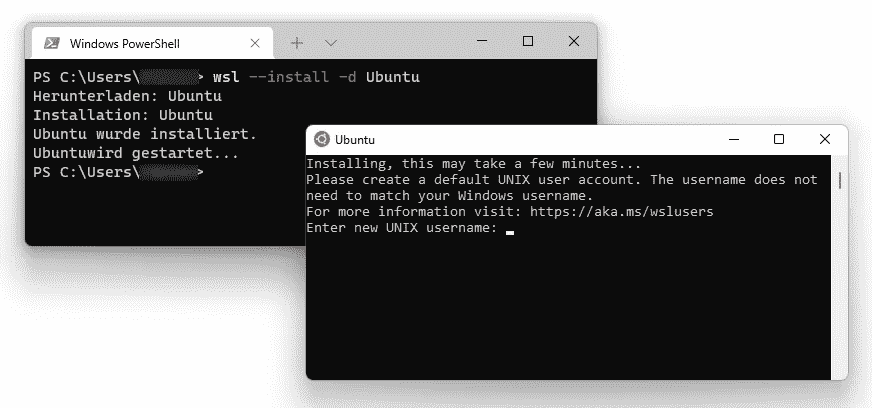 Windows PowerShell
PS C:\Users\ > wsl --install -d Ubuntu
Herunterladen: Ubuntu
Installation: Ubuntu
Ubuntu wurde installiert.
Ubuntuwird gestartet...
PS C:\Users\ >
Ubuntu
Installing, this may take a few minutes...
Please create a default UNIX user account. The username does not
need to match your Windows username.
For more information visit: https://aka.ms/wslusers
Enter new UNIX username: